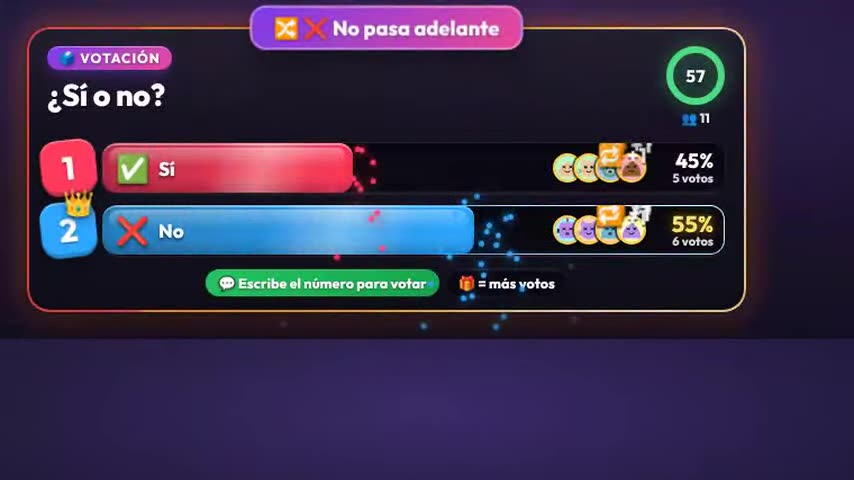 No pasa adelante
VOTACIÓN
¿Sí o no?
57
11
1
Sí
45%
5 votos
2
No
55%
6 votos
Escribe el número para votar
= más votos